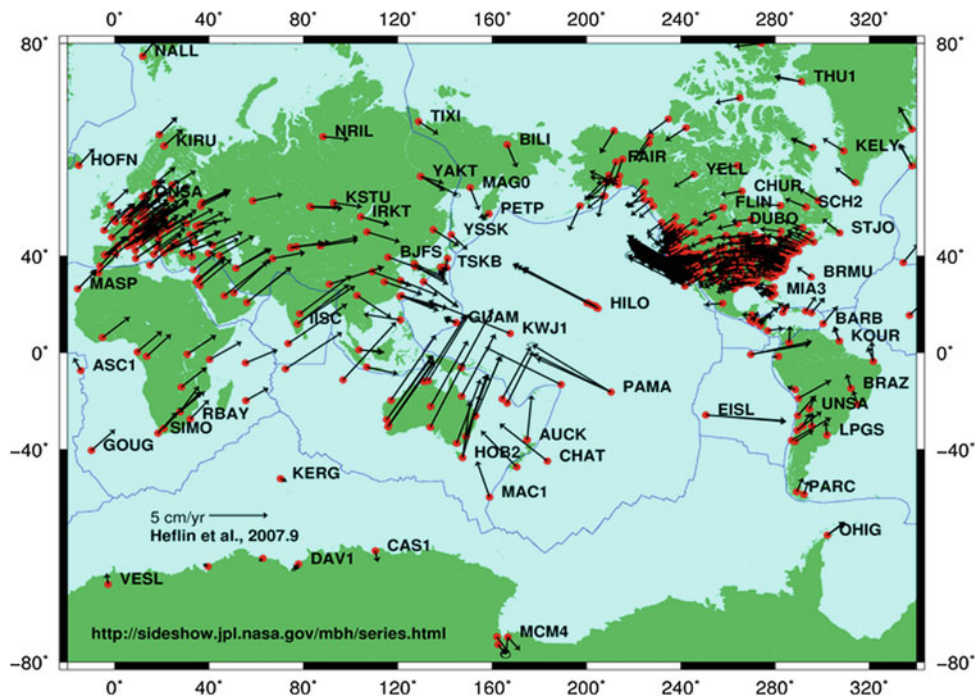 0° 40° 80° 120° 160° 200° 240° 280° 320°
80° 80°
NALL
THU1
TIXI
KIRU
NRIL
BILI
HOFN
FAIR
KELY
YAKT
YELL
ONSA
MAG0
CHUR
KSTU
PETP
FLIN
SCH2
IRKT
DUBO
YSSK
STJO
40° 40°
BJFS
TSKB
MASP
BRMU
MIA3
HILO
IISC
GUAM
BARB
KWJ1
KOUR
0° 0°
ASC1
PAMA
BRAZ
UNSA
RBAY
EISL
SIMO
LPGS
AUCK
GOUG
HOB2
−40° −40°
CHAT
KERG
MAC1
PARC
5 cm/yr
OHIG
Heflin et al., 2007.9
CAS1
DAV1
VESL
http://sideshow.jpl.nasa.gov/mbh/series.html
MCM4
−80° −80°
0° 40° 80° 120° 160° 200° 240° 280° 320°